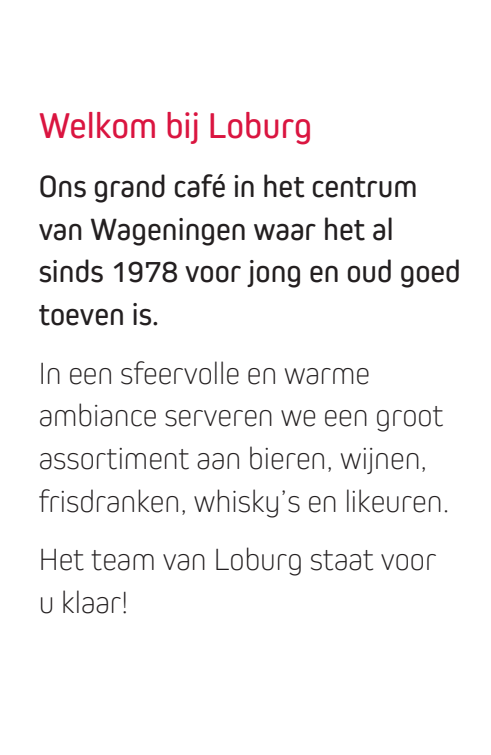 Welkom bij Loburg
Ons grand café in het centrum
van Wageningen waar het al
sinds 1978 voor jong en oud goed
toeven is.
In een sfeervolle en warme
ambiance serveren we een groot
assortiment aan bieren, wijnen,
frisdranken, whisky’s en likeuren.
Het team van Loburg staat voor
u klaar!